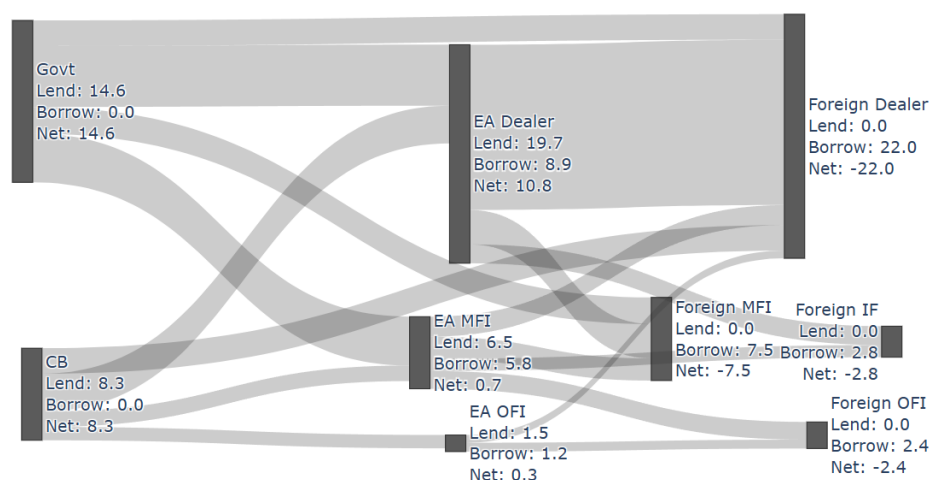 Govt
Lend: 14.6
Borrow: 0.0
Net: 14.6
EA Dealer
Lend: 19.7
Borrow: 8.9
Net: 10.8
Foreign Dealer
Lend: 0.0
Borrow: 22.0
Net: -22.0
CB
Lend: 8.3
Borrow: 0.0
Net: 8.3
EA MFI
Lend: 6.5
Borrow: 5.8
Net: 0.7
Foreign MFI
Lend: 0.0
Borrow: 7.5
Net: -7.5
Foreign IF
Lend: 0.0
Borrow: 2.8
Net: -2.8
EA OFI
Lend: 1.5
Borrow: 1.2
Net: 0.3
Foreign OFI
Lend: 0.0
Borrow: 2.4
Net: -2.4